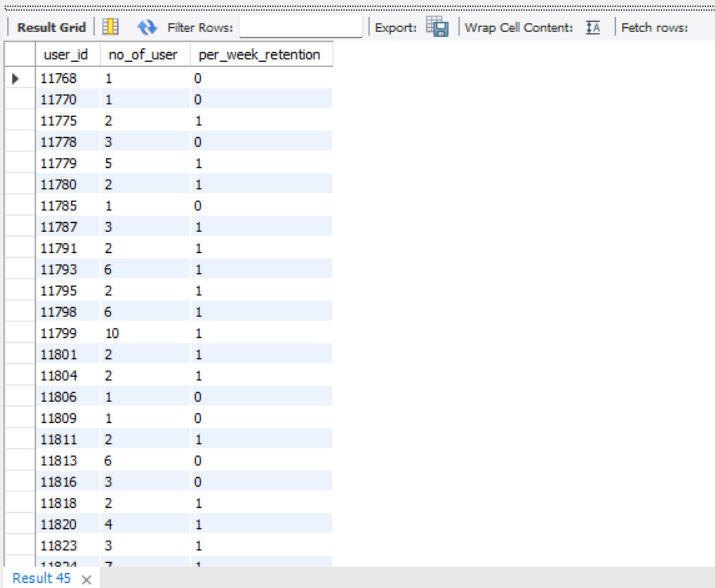 Result Grid Filter Rows: Export: Wrap Cell Content: IA Fetch rows:
user_id no_of_user per_week_retention
11768 1 0
11770 1 0
11775 2 1
11778 3 0
11779 5 1
11780 2 1
11785 1 0
11787 3 1
11791 2 1
11793 6 1
11795 2 1
11798 6 1
11799 10 1
11801 2 1
11804 2 1
11806 1 0
11809 1 0
11811 2 1
11813 6 0
11816 3 0
11818 2 1
11820 4 1
11823 3 1
11824 7 1
Result 45 ×